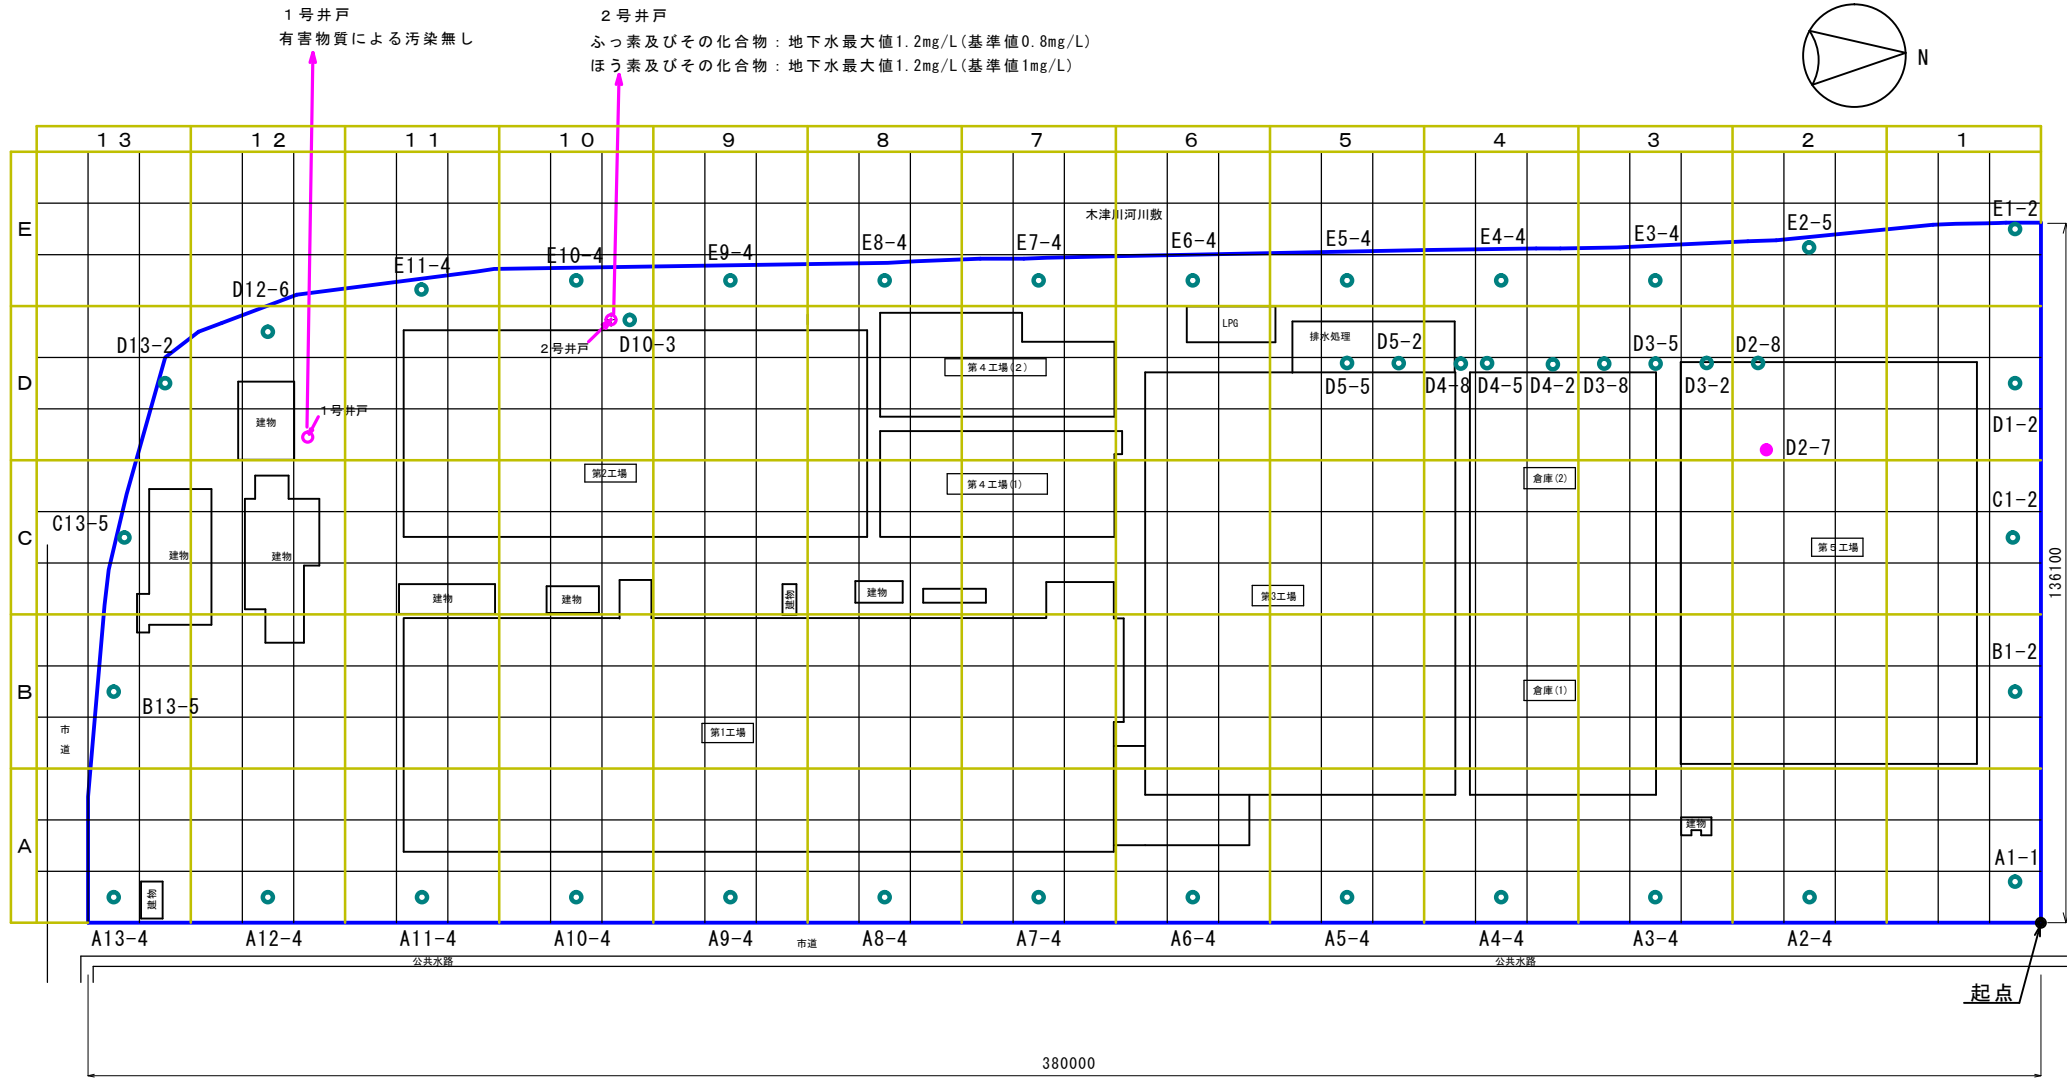 1号井戸
有害物質による汚染無し
2号井戸
ふっ素及びその化合物：地下水最大値1.2mg/L(基準値0.8mg/L)
ほう素及びその化合物：地下水最大値1.2mg/L(基準値1mg/L)
N
13 12 11 10 9 8 7 6 5 4 3 2 1
木津川河川敷
E
E1-2
E2-5
E3-4
E4-4
E5-4
E6-4
E7-4
E8-4
E9-4
E10-4
E11-4
D12-6
D13-2
2号井戸
D10-3
LPG
排水処理
D5-2
D3-5
D2-8
第4工場(2)
D5-5
D4-8
D4-5
D4-2
D3-8
D3-2
D
1号井戸
建物
D1-2
D2-7
第2工場
第4工場(1)
倉庫(2)
C1-2
C13-5
C
建物
建物
第5工場
136100
建物
建物
建物
建物
第3工場
B1-2
B
B13-5
倉庫(1)
市道
第1工場
建物
A
A1-1
建物
A13-4 A12-4 A11-4 A10-4 A9-4 市道 A8-4 A7-4 A6-4 A5-4 A4-4 A3-4 A2-4
公共水路
公共水路
起点
380000